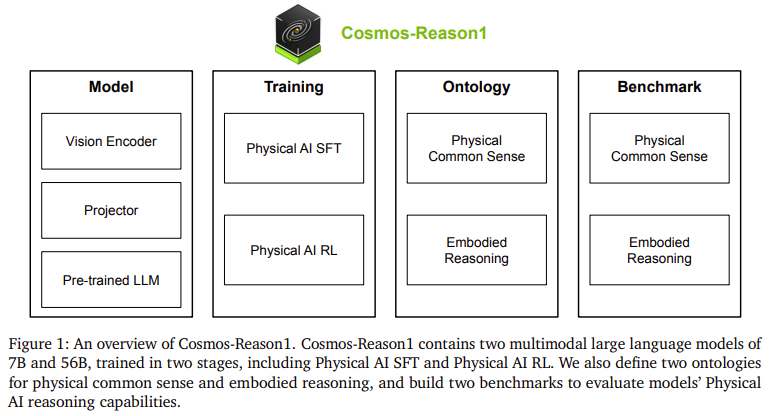 Cosmos-Reason1
Model
Vision Encoder
Projector
Pre-trained LLM
Training
Physical AI SFT
Physical AI RL
Ontology
Physical
Common Sense
Embodied
Reasoning
Benchmark
Physical
Common Sense
Embodied
Reasoning
Figure 1: An overview of Cosmos-Reason1. Cosmos-Reason1 contains two multimodal large language models of
7B and 56B, trained in two stages, including Physical AI SFT and Physical AI RL. We also define two ontologies
for physical common sense and embodied reasoning, and build two benchmarks to evaluate models’ Physical
AI reasoning capabilities.